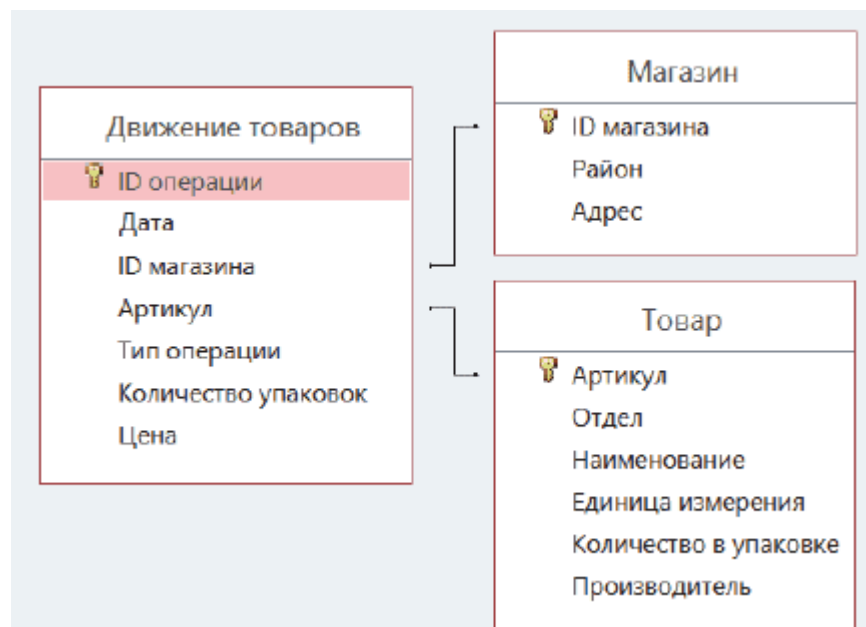 Движение товаров
ID операции
Дата
ID магазина
Артикул
Тип операции
Количество упаковок
Цена
Магазин
ID магазина
Район
Адрес
Товар
Артикул
Отдел
Наименование
Единица измерения
Количество в упаковке
Производитель